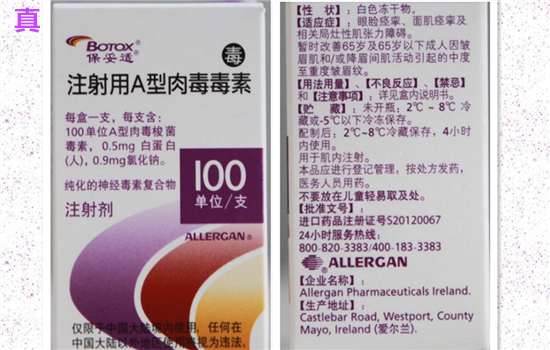 真
BOTOX
保妥适
毒
注射用A型肉毒毒素
每盒一支，每支含：
100单位A型肉毒梭菌
毒素，0.5mg 白蛋白
(人)，0.9mg氯化钠。
纯化的神经毒素复合物
注射剂
100
单位/支
ALLERGAN
仅限于中国大陆境内使用，任何在
中国大陆以外地区使用将视为违法，
【性 状】：白色冻干物。
【适应症】：眼睑痉挛、面肌痉挛及
相关局灶性肌张力障碍。
暂时改善65岁及65岁以下成人因皱
眉肌和/或降眉间肌活动引起的中度
至重度皱眉纹。
【用法用量】、【不良反应】、【禁忌】
和【注意事项】：详见盒内说明书。
【贮 藏】：未开瓶：2℃ ~ 8℃ 冷
藏或-5℃以下冷冻保存。
配制后：2℃~8℃冷藏保存，4小时
内使用。
用于肌内注射。
本品应进行登记管理，按处方发药，
医务人员用药。
不要放在儿童轻易取及处。
【批准文号】：
进口药品注册证号S20120067
24小时服务热线：
800-820-3383/400-183-3383
ALLERGAN
【企业名称】：
Allergan Pharmaceuticals Ireland.
【生产地址】：
Castlebar Road, Westport, County
Mayo, Ireland (爱尔兰).